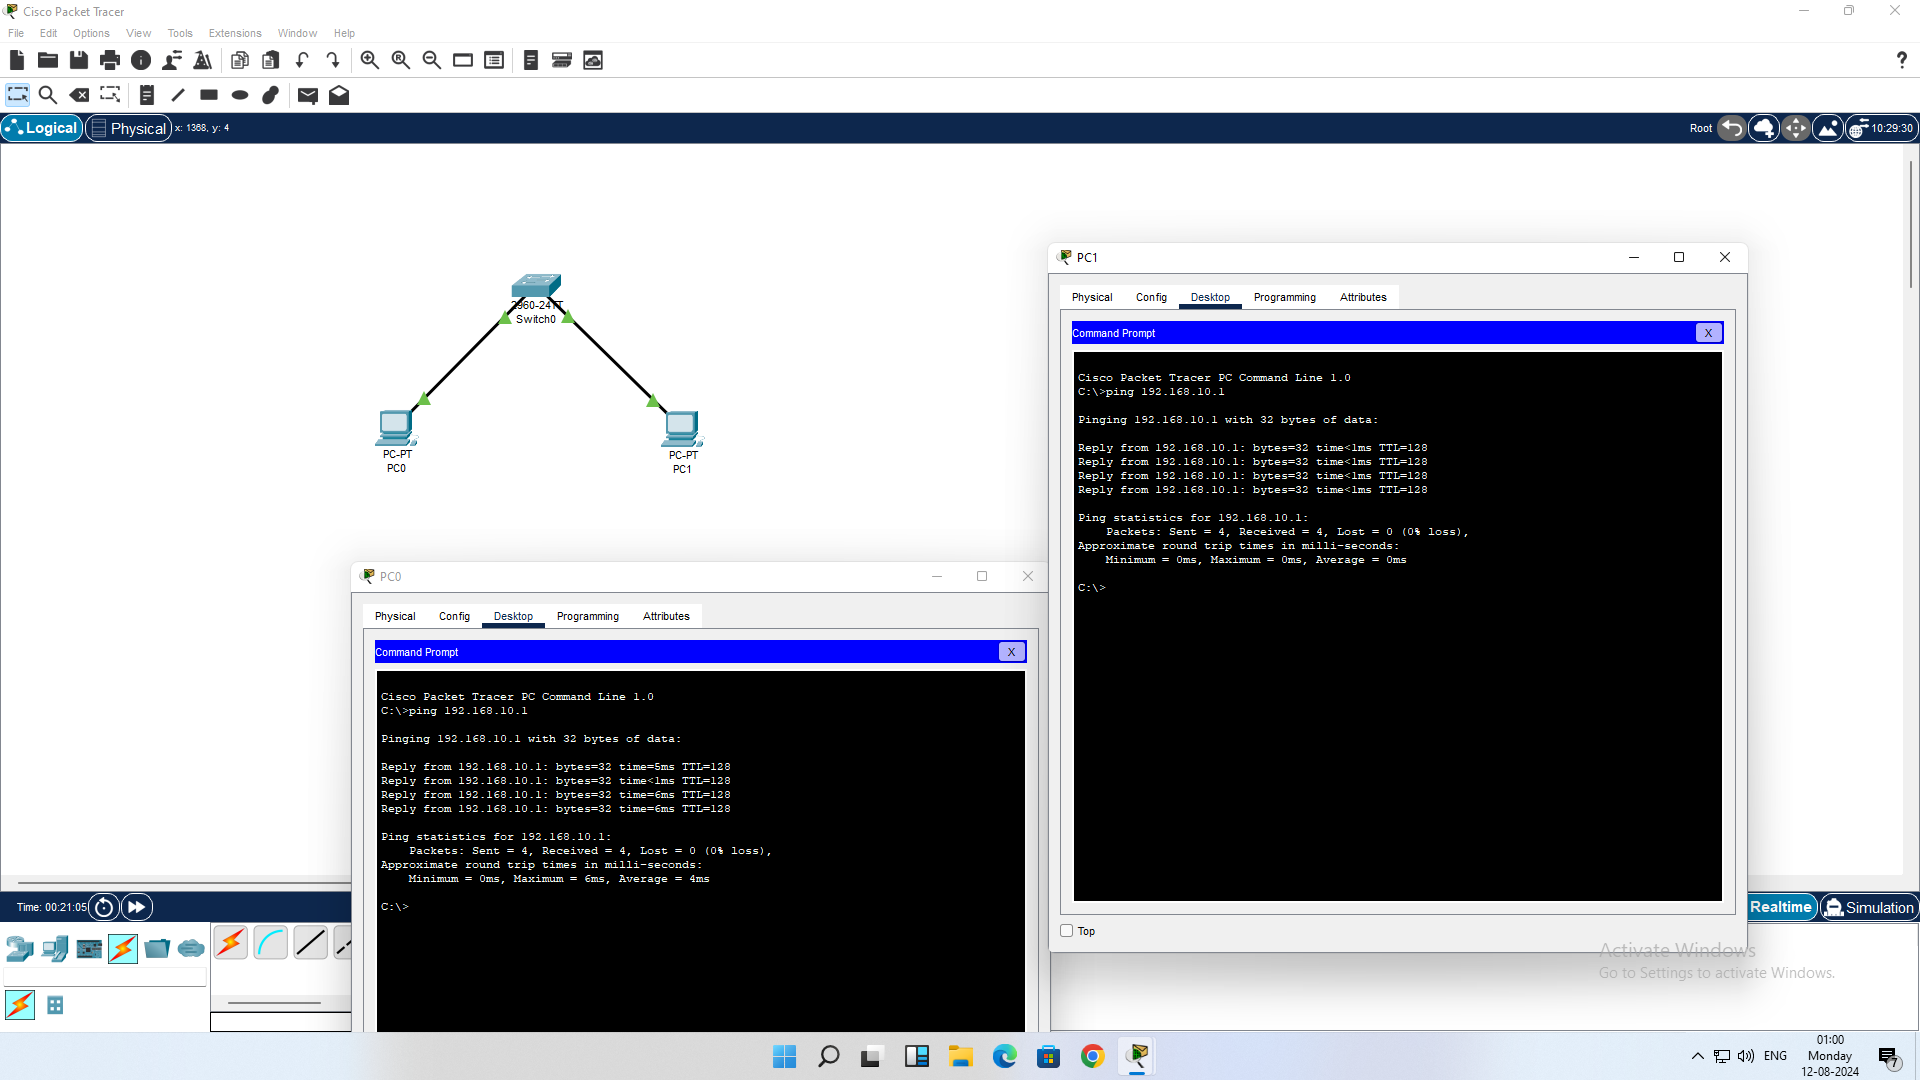 Cisco Packet Tracer
File Edit Options View Tools Extensions Window Help
Logical Physical x: 1368, y: 4 Root 10:29:30
2960-24TT
Switch0
PC-PT
PC0
PC-PT
PC1
PC1
Physical Config Desktop Programming Attributes
Command Prompt X
Cisco Packet Tracer PC Command Line 1.0
C:\>ping 192.168.10.1
Pinging 192.168.10.1 with 32 bytes of data:
Reply from 192.168.10.1: bytes=32 time<1ms TTL=128
Reply from 192.168.10.1: bytes=32 time<1ms TTL=128
Reply from 192.168.10.1: bytes=32 time<1ms TTL=128
Reply from 192.168.10.1: bytes=32 time<1ms TTL=128
Ping statistics for 192.168.10.1:
Packets: Sent = 4, Received = 4, Lost = 0 (0% loss),
Approximate round trip times in milli-seconds:
Minimum = 0ms, Maximum = 0ms, Average = 0ms
C:\>
Top
PC0
Physical Config Desktop Programming Attributes
Command Prompt X
Cisco Packet Tracer PC Command Line 1.0
C:\>ping 192.168.10.1
Pinging 192.168.10.1 with 32 bytes of data:
Reply from 192.168.10.1: bytes=32 time=5ms TTL=128
Reply from 192.168.10.1: bytes=32 time<1ms TTL=128
Reply from 192.168.10.1: bytes=32 time=6ms TTL=128
Reply from 192.168.10.1: bytes=32 time=6ms TTL=128
Ping statistics for 192.168.10.1:
Packets: Sent = 4, Received = 4, Lost = 0 (0% loss),
Approximate round trip times in milli-seconds:
Minimum = 0ms, Maximum = 6ms, Average = 4ms
C:\>
Time: 00:21:05
Realtime Simulation
Activate Windows
Go to Settings to activate Windows.
ENG
01:00
Monday
12-08-2024
7